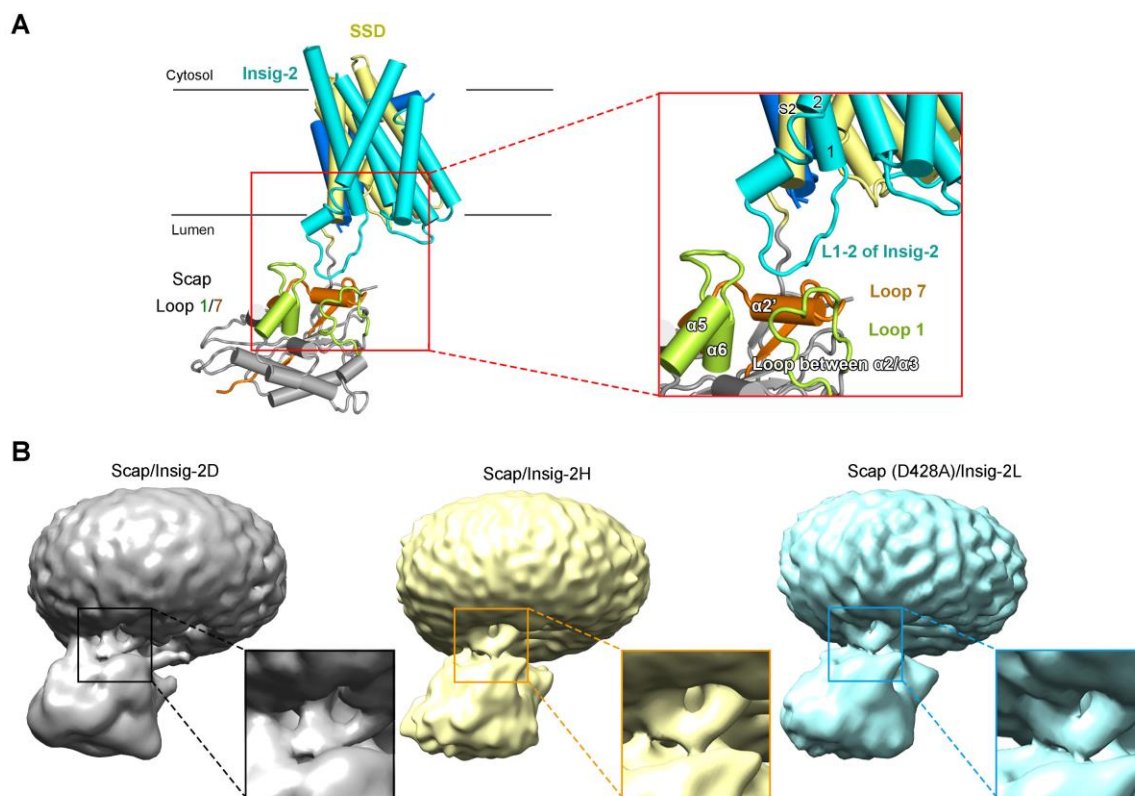 A
SSD
Insig-2
Cytosol
Lumen
Scap
Loop 1/7
S2
2
1
L1-2 of Insig-2
Loop 7
α2'
α5
Loop 1
α6
Loop between α2/α3
B
Scap/Insig-2D
Scap/Insig-2H
Scap (D428A)/Insig-2L